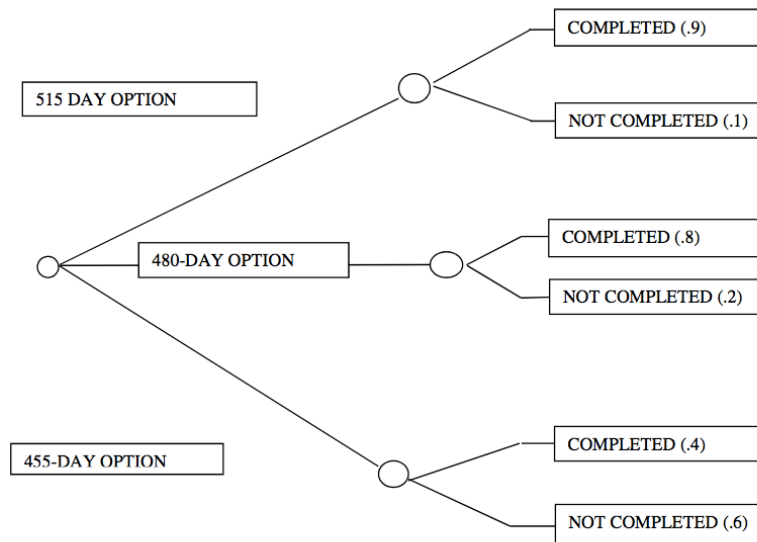 COMPLETED (.9)
515 DAY OPTION
NOT COMPLETED (.1)
COMPLETED (.8)
480-DAY OPTION
NOT COMPLETED (.2)
COMPLETED (.4)
455-DAY OPTION
NOT COMPLETED (.6)